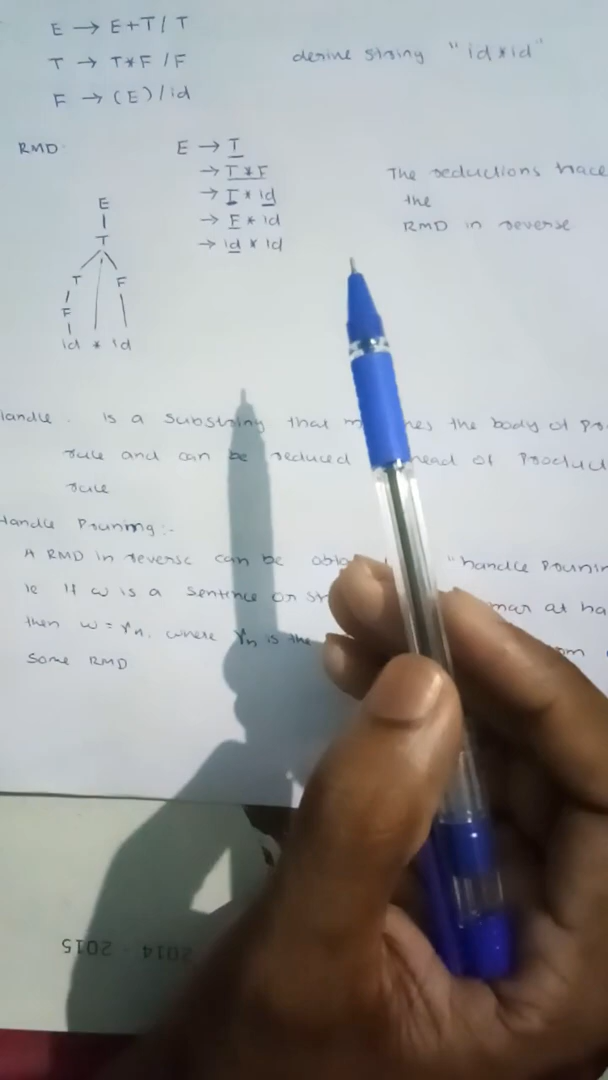 E → E+T / T
T → T*F / F
derive string "id*id"
F → (E) / id
RMD
E → T
→ T * F
→ T * id
→ F * id
→ id * id
The reductions trace
the
RMD in reverse
E
T
T F
F
id * id
is a substring that the body of
rule and can be reduced head of
rule
Handle Pruning :-
A RMD in reverse can be "handle
ie if w is a sentence or at
then w = γn, where γn is the
some RMD
2014 - 2015